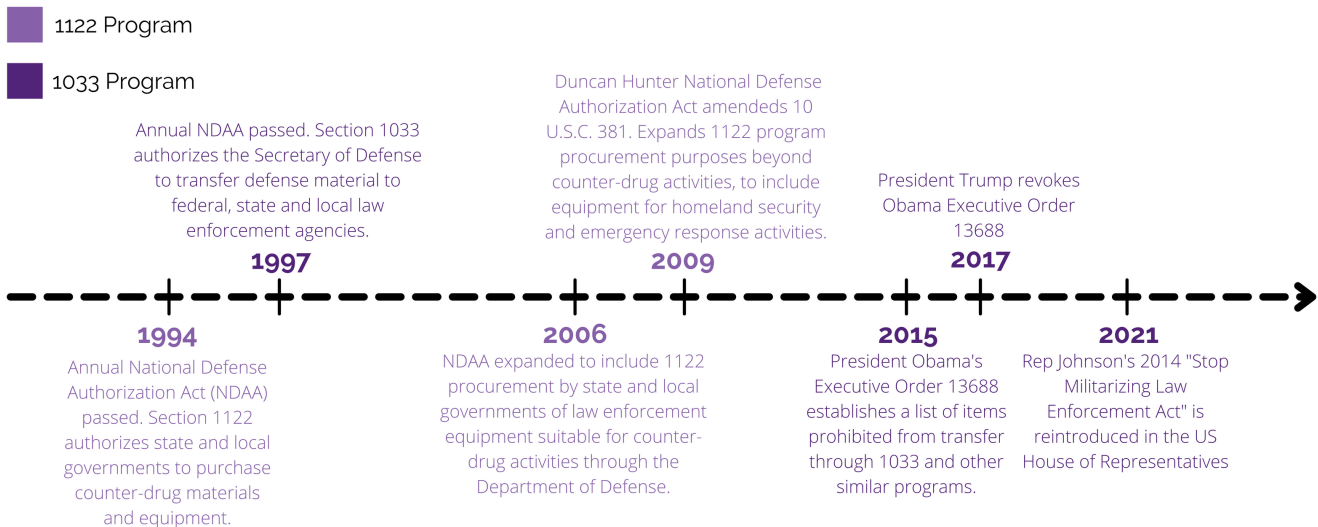 1122 Program
1033 Program
Annual NDAA passed. Section 1033
authorizes the Secretary of Defense
to transfer defense material to
federal, state and local law
enforcement agencies.
1997
Duncan Hunter National Defense
Authorization Act amendeds 10
U.S.C. 381. Expands 1122 program
procurement purposes beyond
counter-drug activities, to include
equipment for homeland security
and emergency response activities.
2009
President Trump revokes
Obama Executive Order
13688
2017
1994
Annual National Defense
Authorization Act (NDAA)
passed. Section 1122
authorizes state and local
governments to purchase
counter-drug materials
and equipment.
2006
NDAA expanded to include 1122
procurement by state and local
governments of law enforcement
equipment suitable for counter-
drug activities through the
Department of Defense.
2015
President Obama's
Executive Order 13688
establishes a list of items
prohibited from transfer
through 1033 and other
similar programs.
2021
Rep Johnson's 2014 "Stop
Militarizing Law
Enforcement Act" is
reintroduced in the US
House of Representatives